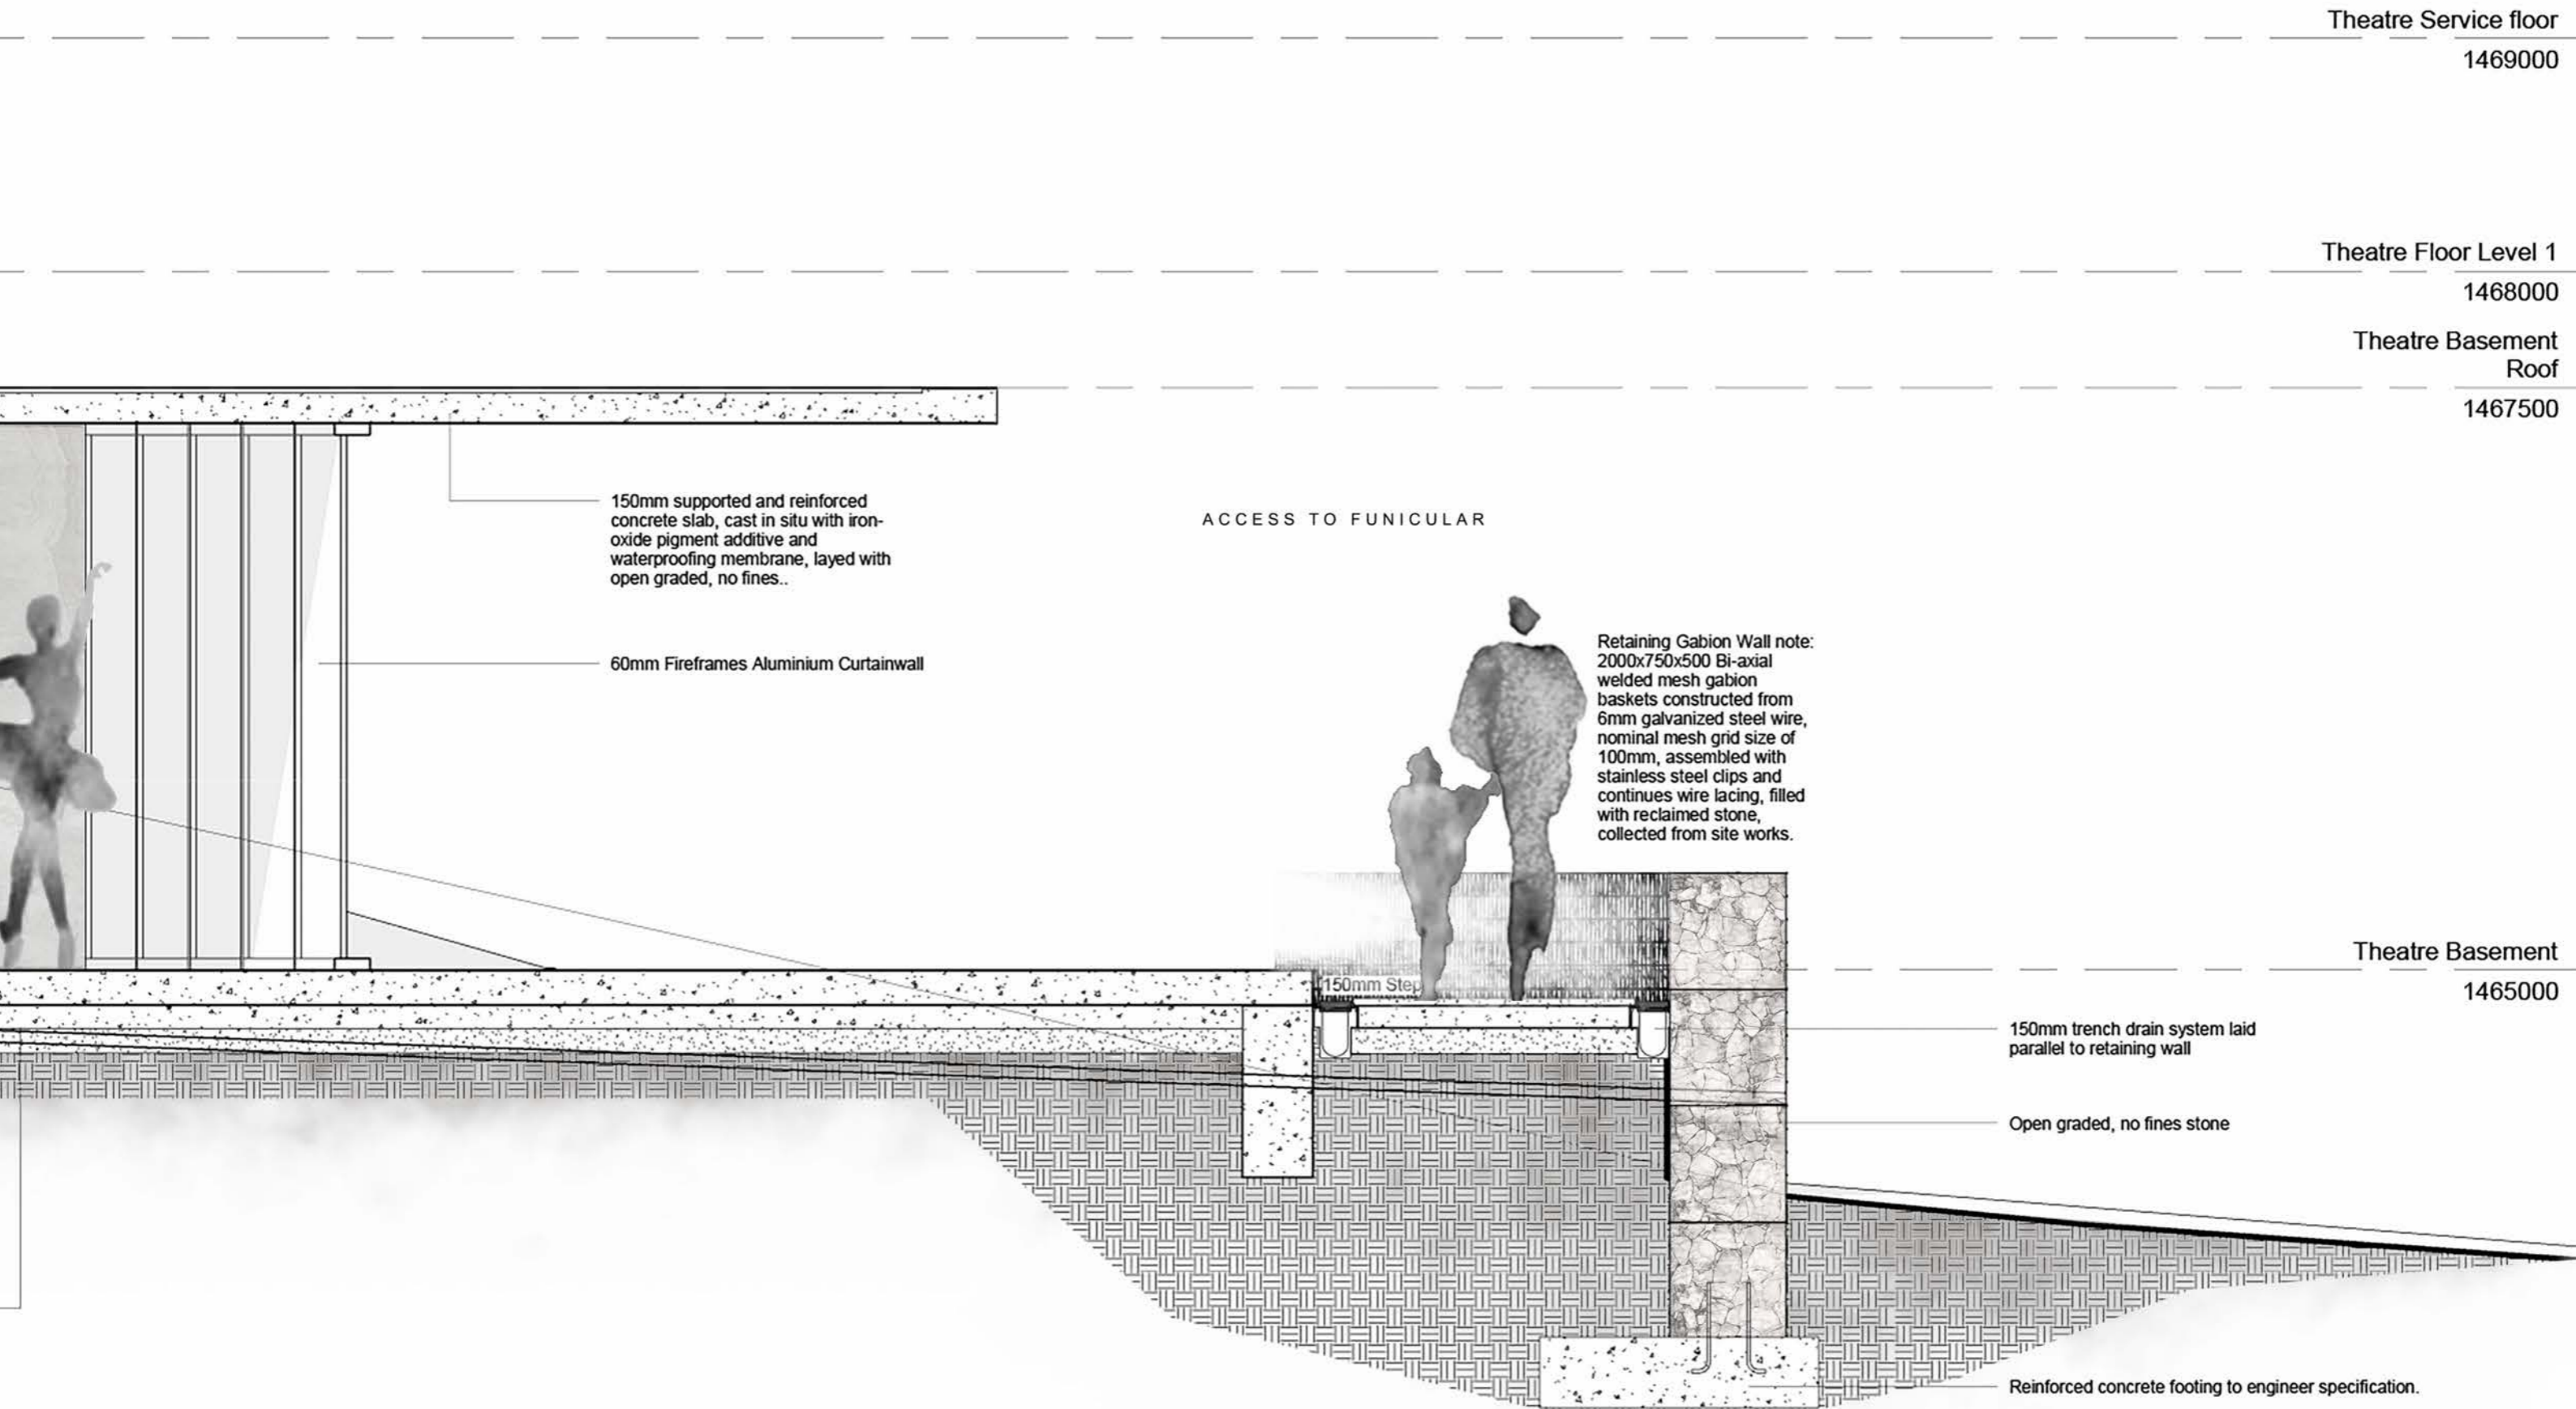 Theatre Service floor
1469000
Theatre Floor Level 1
1468000
Theatre Basement
Roof
1467500
150mm supported and reinforced
concrete slab, cast in situ with iron-
oxide pigment additive and
waterproofing membrane, layed with
open graded, no fines..
ACCESS TO FUNICULAR
60mm Fireframes Aluminium Curtainwall
Retaining Gabion Wall note:
2000x750x500 Bi-axial
welded mesh gabion
baskets constructed from
6mm galvanized steel wire,
nominal mesh grid size of
100mm, assembled with
stainless steel clips and
continues wire lacing, filled
with reclaimed stone,
collected from site works.
Theatre Basement
1465000
150mm Step
150mm trench drain system laid
parallel to retaining wall
Open graded, no fines stone
Reinforced concrete footing to engineer specification.